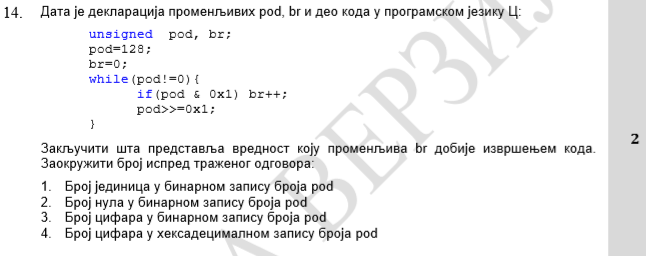 14. Дата је декларација променљивих pod, br и део кода у програмском језику Ц:
unsigned pod, br;
pod=128;
br=0;
while(pod!=0){
if(pod & 0x1) br++;
pod>>=0x1;
}
Закључити шта представља вредност коју променљива br добије извршењем кода.
Заокружити број испред траженог одговора:
2
1. Број јединица у бинарном запису броја pod
2. Број нула у бинарном запису броја pod
3. Број цифара у бинарном запису броја pod
4. Број цифара у хексадецималном запису броја pod
А ВЕРЗИЈ